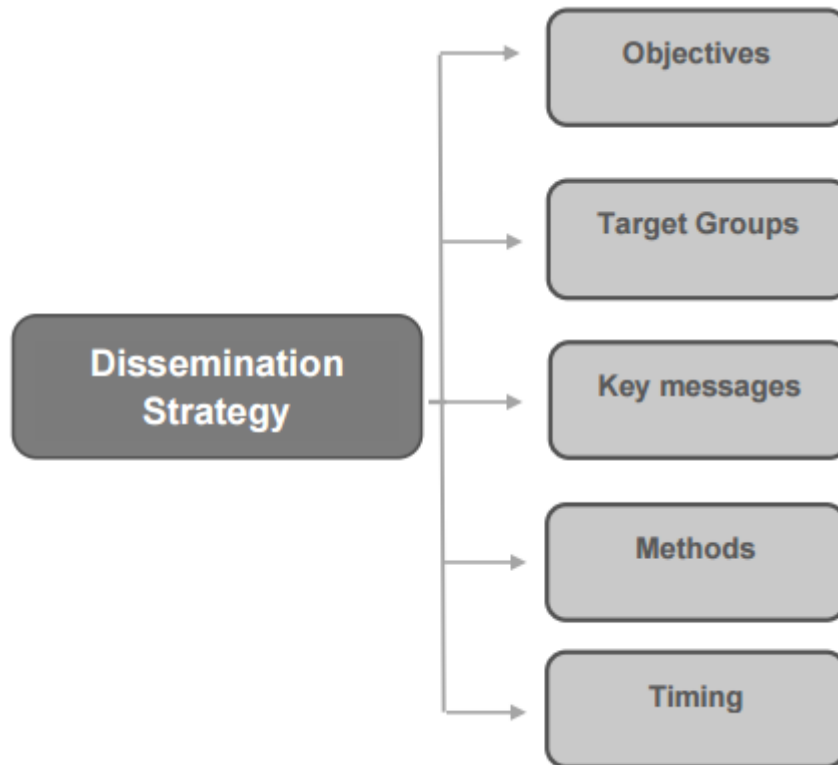 Objectives
Target Groups
Dissemination
Strategy
Key messages
Methods
Timing